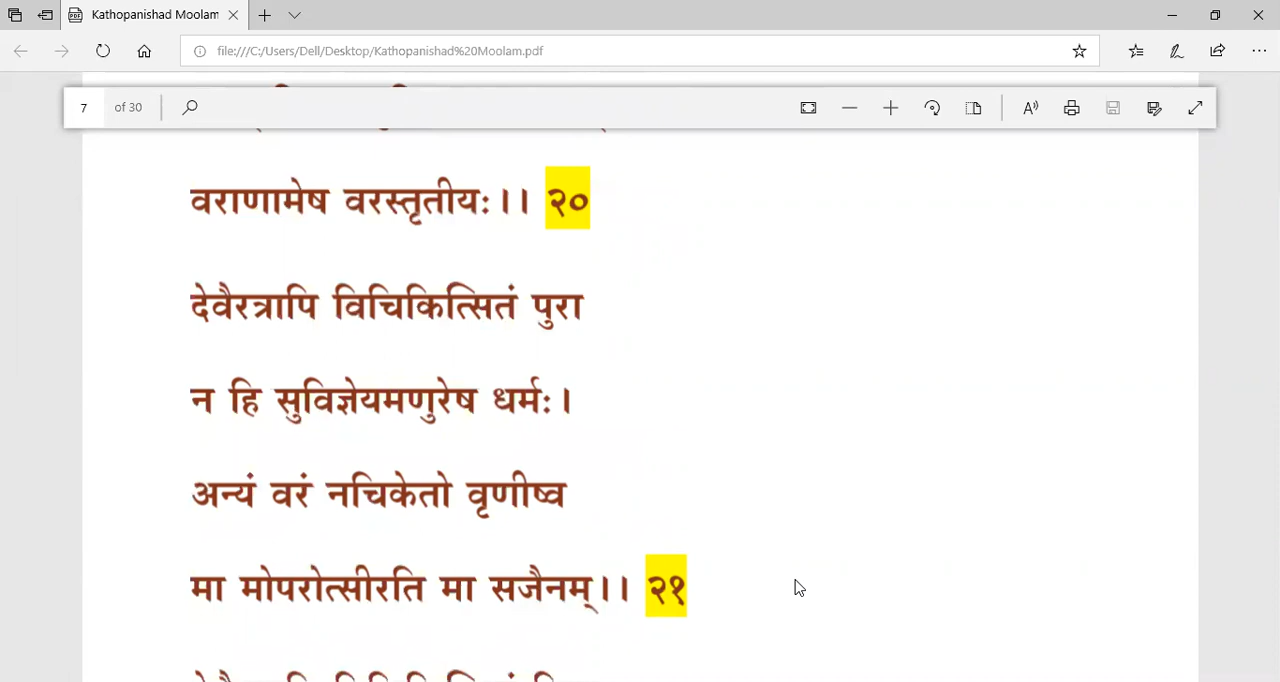 Kathopanishad Moolam
file:///C:/Users/Dell/Desktop/Kathopanishad%20Moolam.pdf
7 of 30
वराणामेष वरस्तृतीयः।। २०
देवैरत्रापि विचिकित्सितं पुरा
न हि सुविज्ञेयमणुरेष धर्मः।
अन्यं वरं नचिकेतो वृणीष्व
मा मोपरोत्सीरति मा सजैनम्।। २१